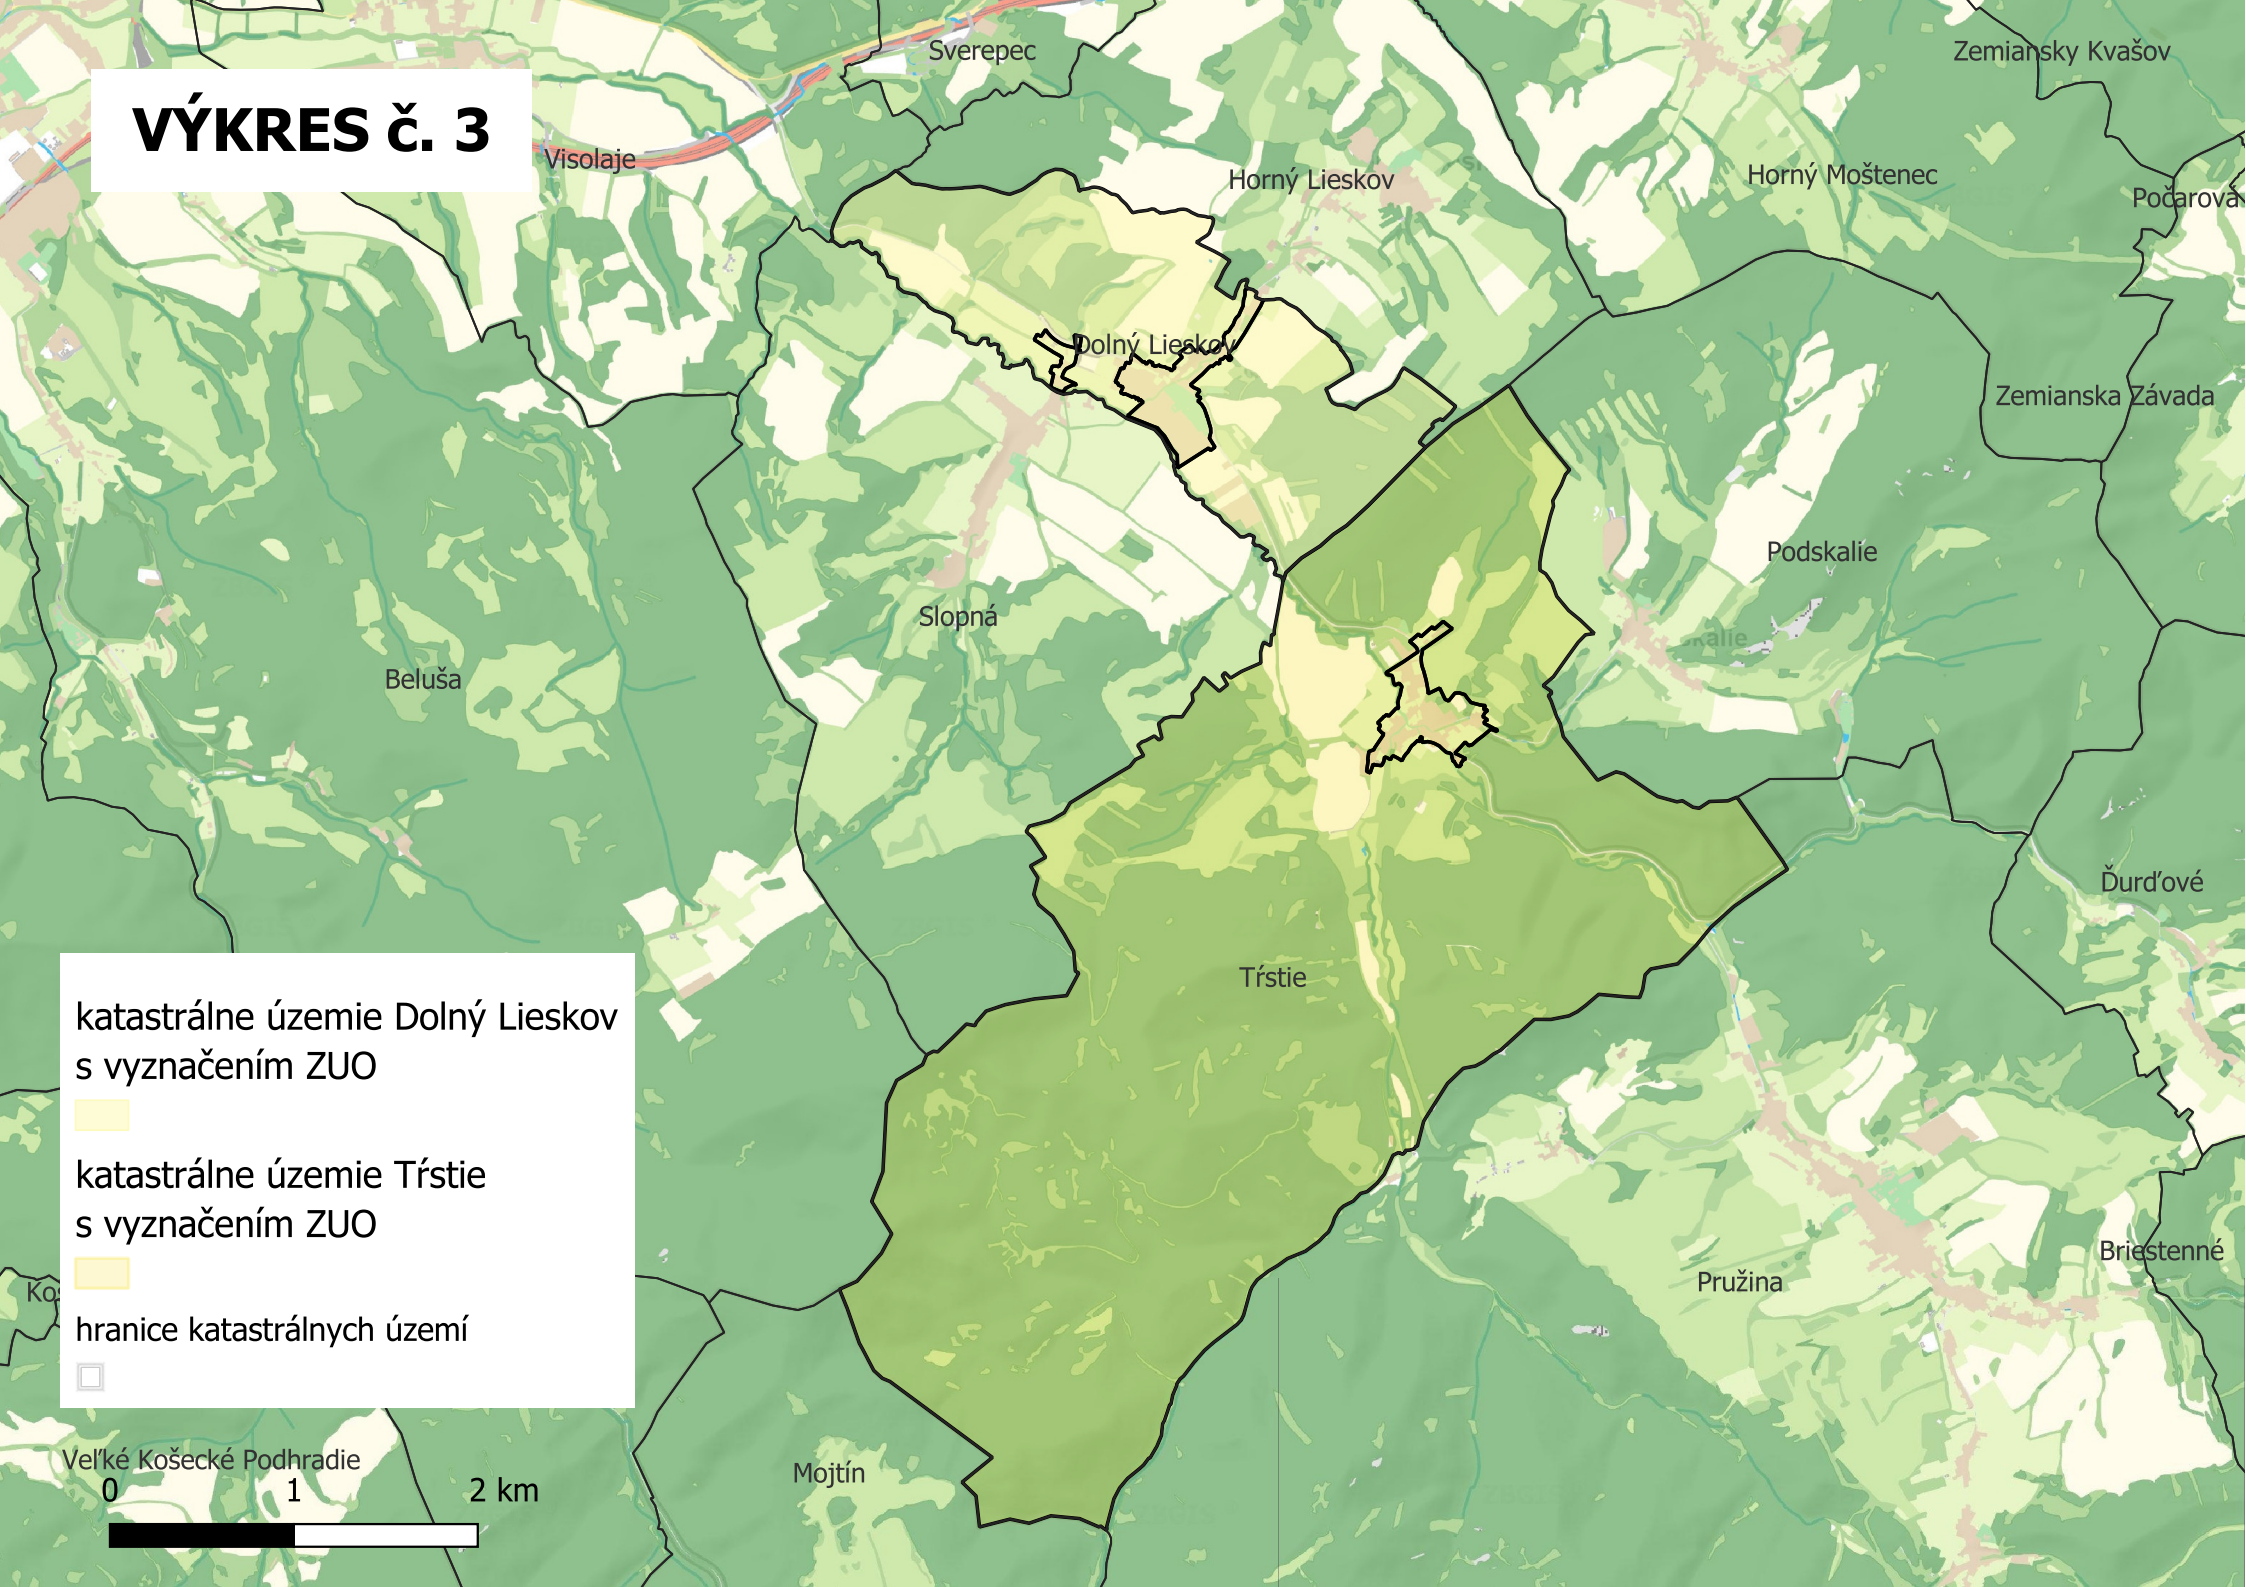 Sverepec
Zemiansky Kvašov
VÝKRES č. 3
Visolaje
Horný Lieskov
Horný Moštenec
Počarová
Dolný Lieskov
Zemianska Závada
Podskalie
Slopná
Beluša
Ďurďové
Tŕstie
katastrálne územie Dolný Lieskov
s vyznačením ZUO
katastrálne územie Tŕstie
s vyznačením ZUO
hranice katastrálnych území
Briestenné
Pružina
Veľké Košecké Podhradie
Mojtín
0 1 2 km